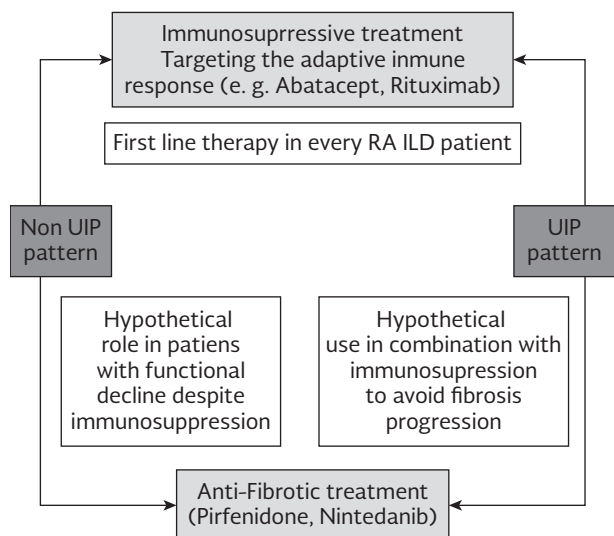 Immunosuprressive treatment
Targeting the adaptive inmune
response (e. g. Abatacept, Rituximab)
First line therapy in every RA ILD patient
Non UIP
pattern
UIP
pattern
Hypothetical
role in patiens
with functional
decline despite
immunosuppression
Hypothetical
use in combination with
immunosupression
to avoid fibrosis
progression
Anti-Fibrotic treatment
(Pirfenidone, Nintedanib)